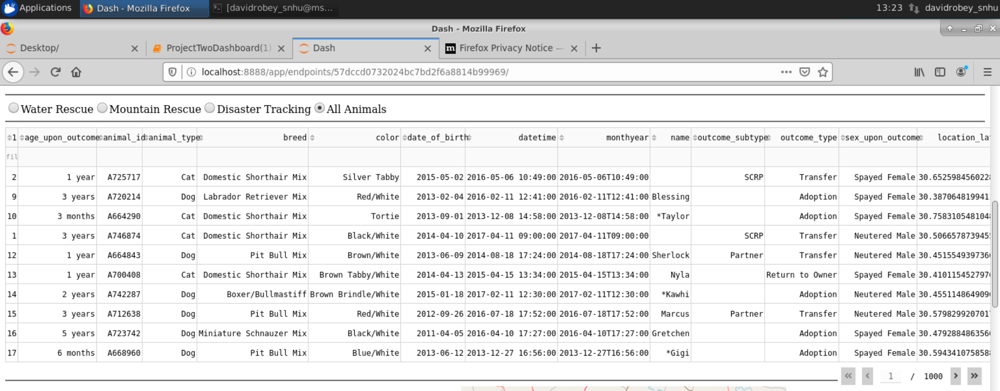 Applications Dash - Mozilla Firefox [davidrobey_snhu@ms... 13:23 davidrobey_snhu
Dash - Mozilla Firefox
Desktop/ ProjectTwoDashboard(1) Dash Firefox Privacy Notice —
localhost:8888/app/endpoints/57dccd0732024bc7bd2f6a8814b99969/
Water Rescue Mountain Rescue Disaster Tracking All Animals
1 age_upon_outcome animal_id animal_type breed color date_of_birth datetime monthyear name outcome_subtype outcome_type sex_upon_outcome location_lat
fil
2 1 year A725717 Cat Domestic Shorthair Mix Silver Tabby 2015-05-02 2016-05-06 10:49:00 2016-05-06T10:49:00 SCRP Transfer Spayed Female 30.6525984560228
9 3 years A720214 Dog Labrador Retriever Mix Red/White 2013-02-04 2016-02-11 12:41:00 2016-02-11T12:41:00 Blessing Adoption Spayed Female 30.387064819941
10 3 months A664290 Cat Domestic Shorthair Mix Tortie 2013-09-01 2013-12-08 14:58:00 2013-12-08T14:58:00 *Taylor Adoption Spayed Female 30.758310548104
1 3 years A746874 Cat Domestic Shorthair Mix Black/White 2014-04-10 2017-04-11 09:00:00 2017-04-11T09:00:00 SCRP Transfer Neutered Male 30.506657873945
12 1 year A664843 Dog Pit Bull Mix Brown/White 2013-06-09 2014-08-18 17:24:00 2014-08-18T17:24:00 Sherlock Partner Transfer Neutered Male 30.451554939736
13 1 year A700408 Cat Domestic Shorthair Mix Brown Tabby/White 2014-04-13 2015-04-15 13:34:00 2015-04-15T13:34:00 Nyla Return to Owner Spayed Female 30.410115452797
14 2 years A742287 Dog Boxer/Bullmastiff Brown Brindle/White 2015-01-18 2017-02-11 12:30:00 2017-02-11T12:30:00 *Kawhi Adoption Neutered Male 30.455114864909
15 3 years A712638 Dog Pit Bull Mix Red/White 2012-09-26 2016-07-18 17:52:00 2016-07-18T17:52:00 Marcus Partner Transfer Neutered Male 30.579829920701
16 5 years A723742 Dog Miniature Schnauzer Mix Black/White 2011-04-05 2016-04-10 17:27:00 2016-04-10T17:27:00 Gretchen Adoption Spayed Female 30.479288486356
17 6 months A668960 Dog Pit Bull Mix Blue/White 2013-06-12 2013-12-27 16:56:00 2013-12-27T16:56:00 *Gigi Adoption Spayed Female 30.594341075858
1 / 1000